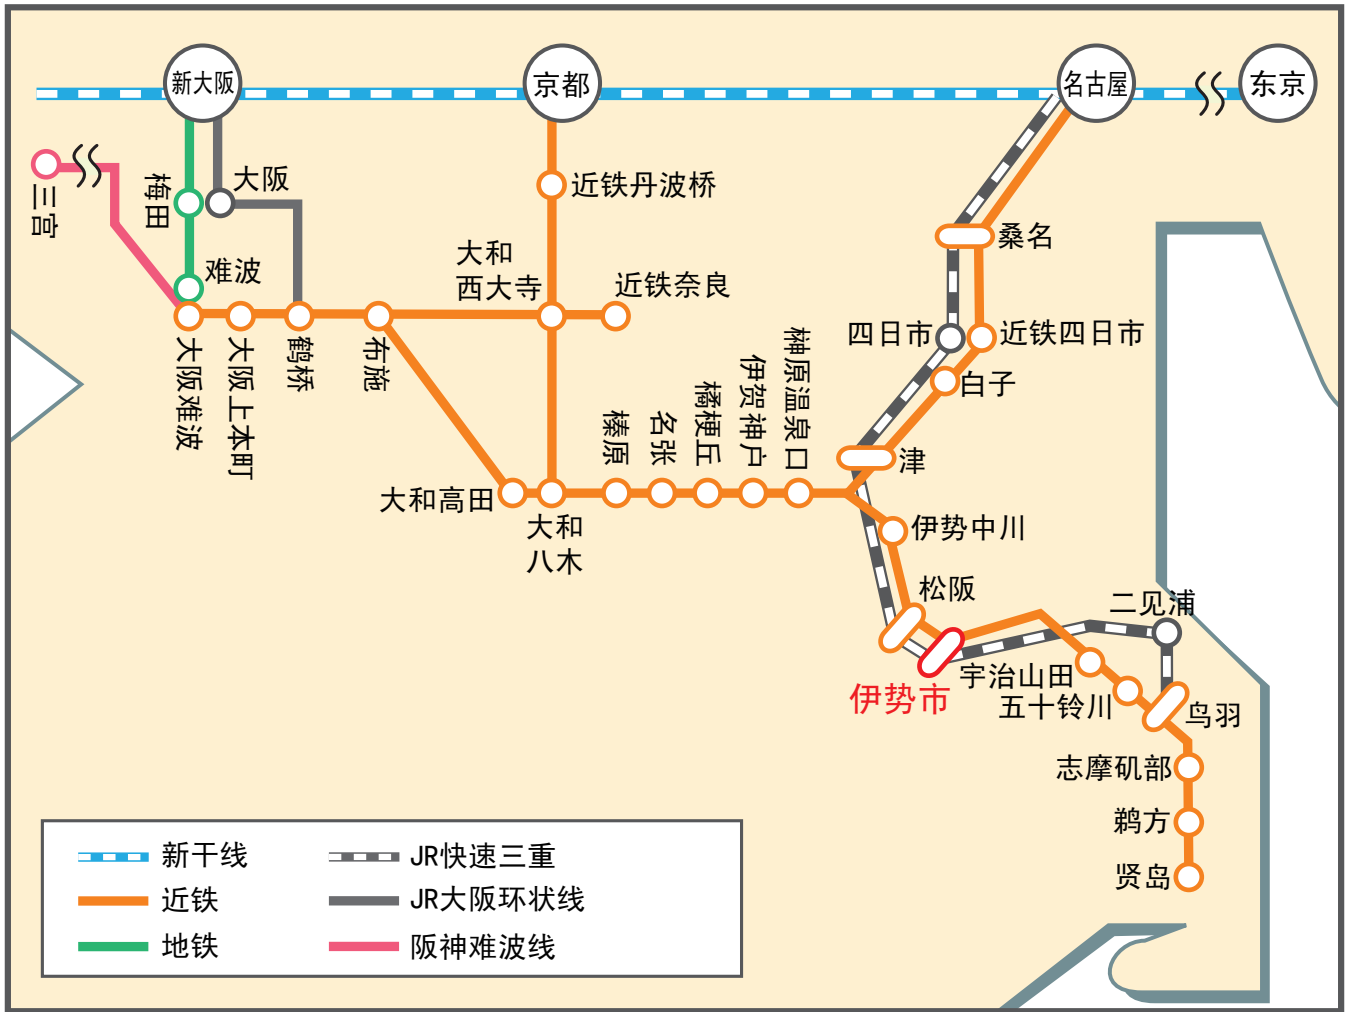 新大阪
京都
名古屋
东京
三宫
梅田
大阪
近铁丹波桥
难波
大和
西大寺
近铁奈良
桑名
四日市
近铁四日市
白子
大阪难波
大阪上本町
鹤桥
布施
榛原
名张
橘梗丘
伊贺神户
榊原温泉口
津
大和高田
大和
八木
伊势中川
松阪
二见浦
伊势市
宇治山田
五十铃川
鸟羽
志摩矶部
鹈方
贤岛
新干线
近铁
地铁
JR快速三重
JR大阪环状线
阪神难波线